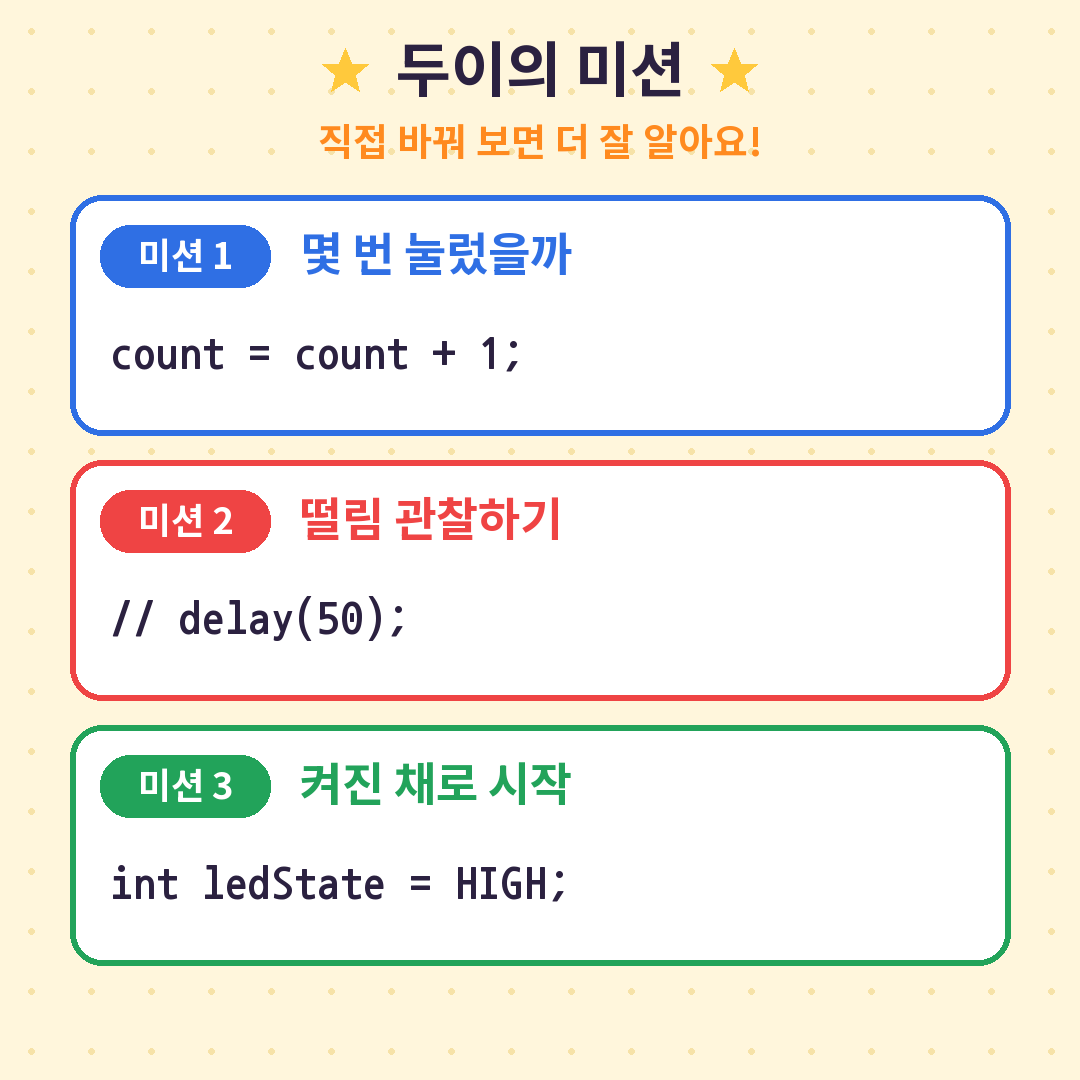 두이의 미션
직접 바꿔 보면 더 잘 알아요!
미션 1 몇 번 눌렀을까
count = count + 1;
미션 2 떨림 관찰하기
// delay(50);
미션 3 켜진 채로 시작
int ledState = HIGH;